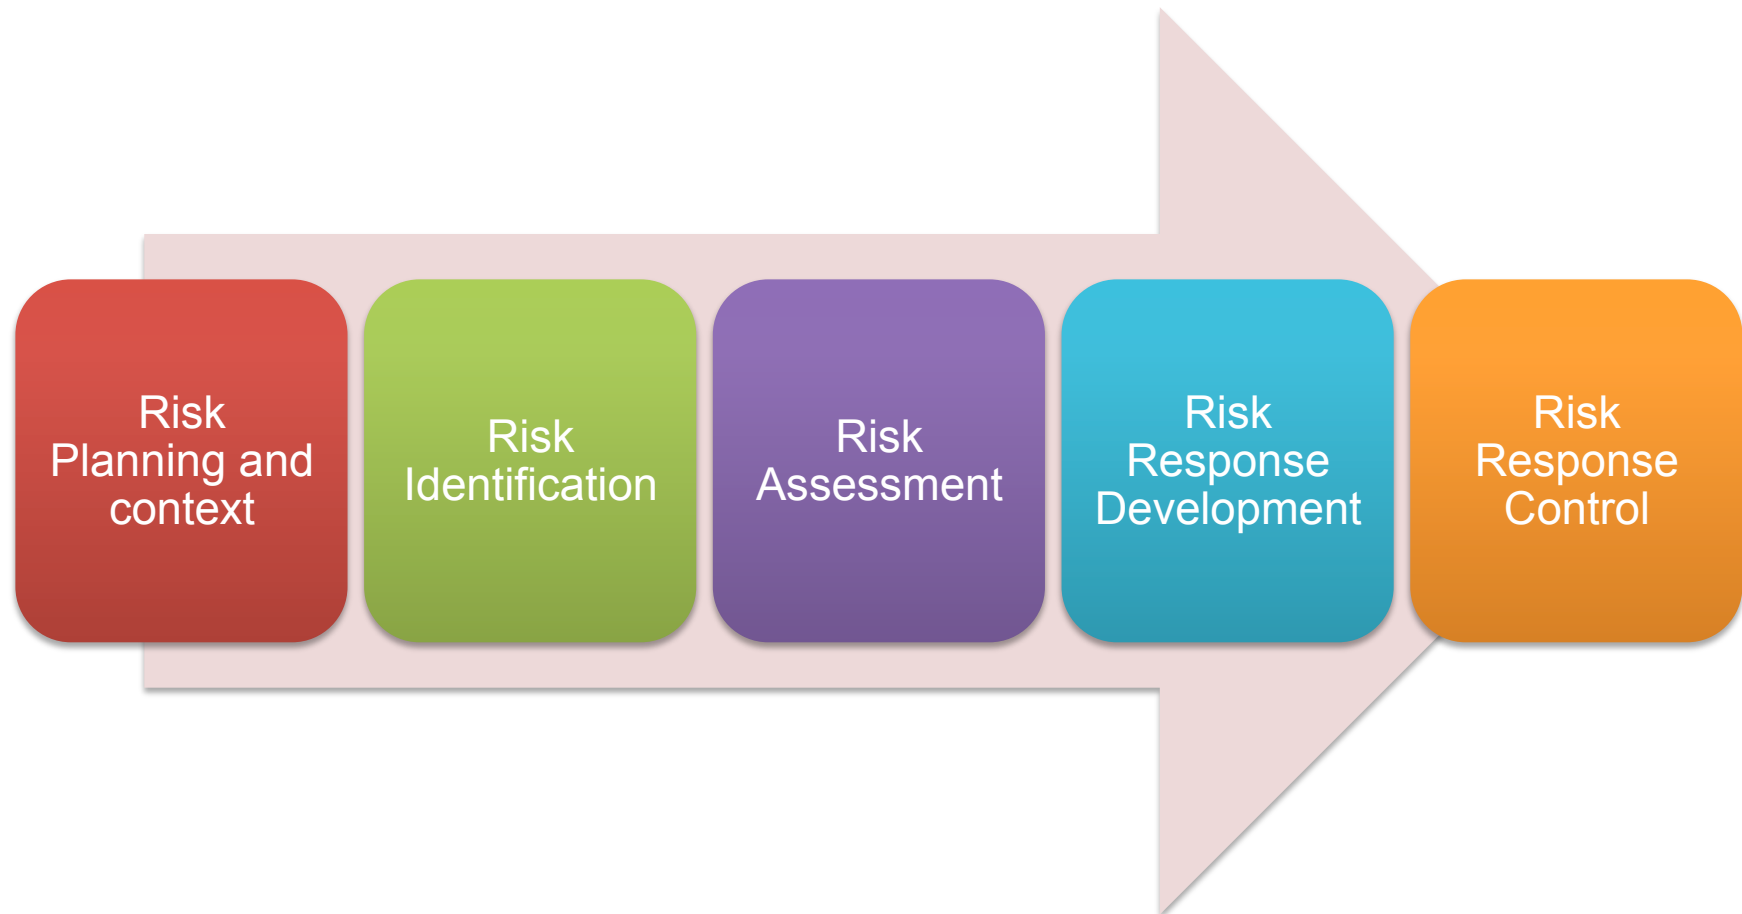 Risk
Planning and
context
Risk
Identification
Risk
Assessment
Risk
Response
Development
Risk
Response
Control